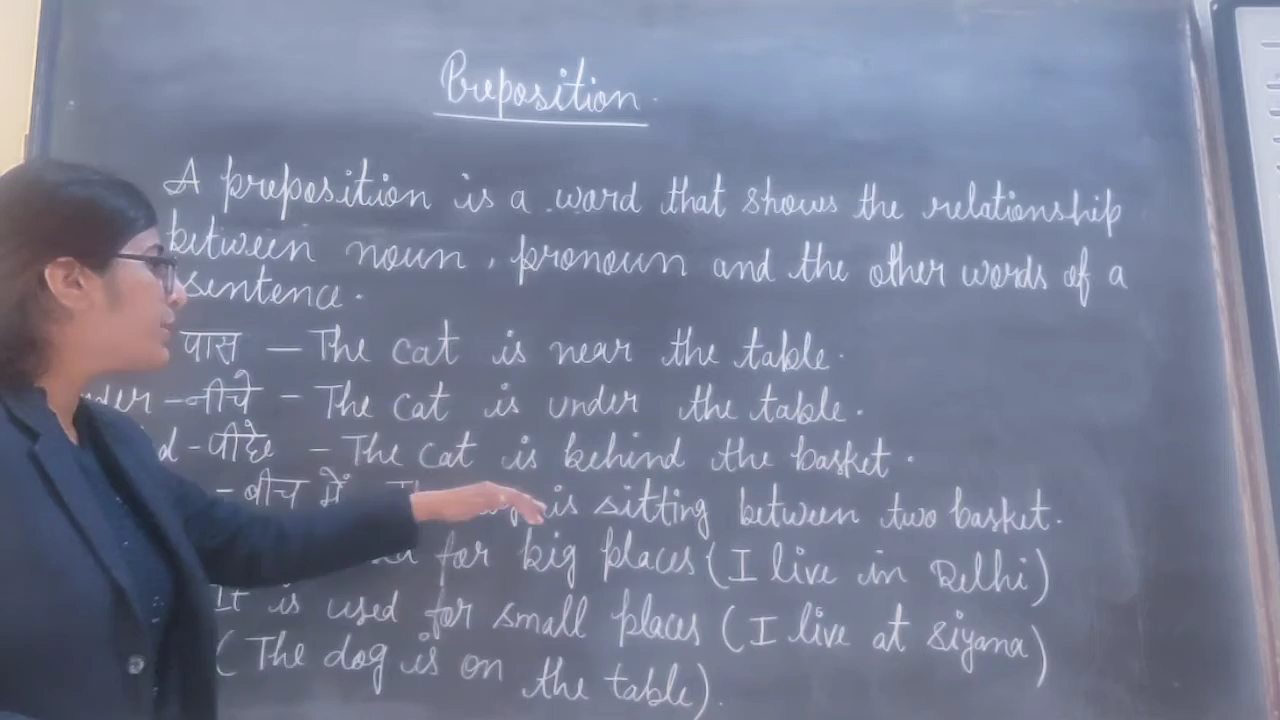 Preposition
A preposition is a word that shows the relationship
between noun, pronoun and the other words of a
sentence.
पास – The cat is near the table.
नीचे – The cat is under the table.
पीछे – The cat is behind the basket.
बीच में is sitting between two basket.
for big places (I live in Delhi)
It is used for small places (I live at Siyana)
(The dog is on the table).